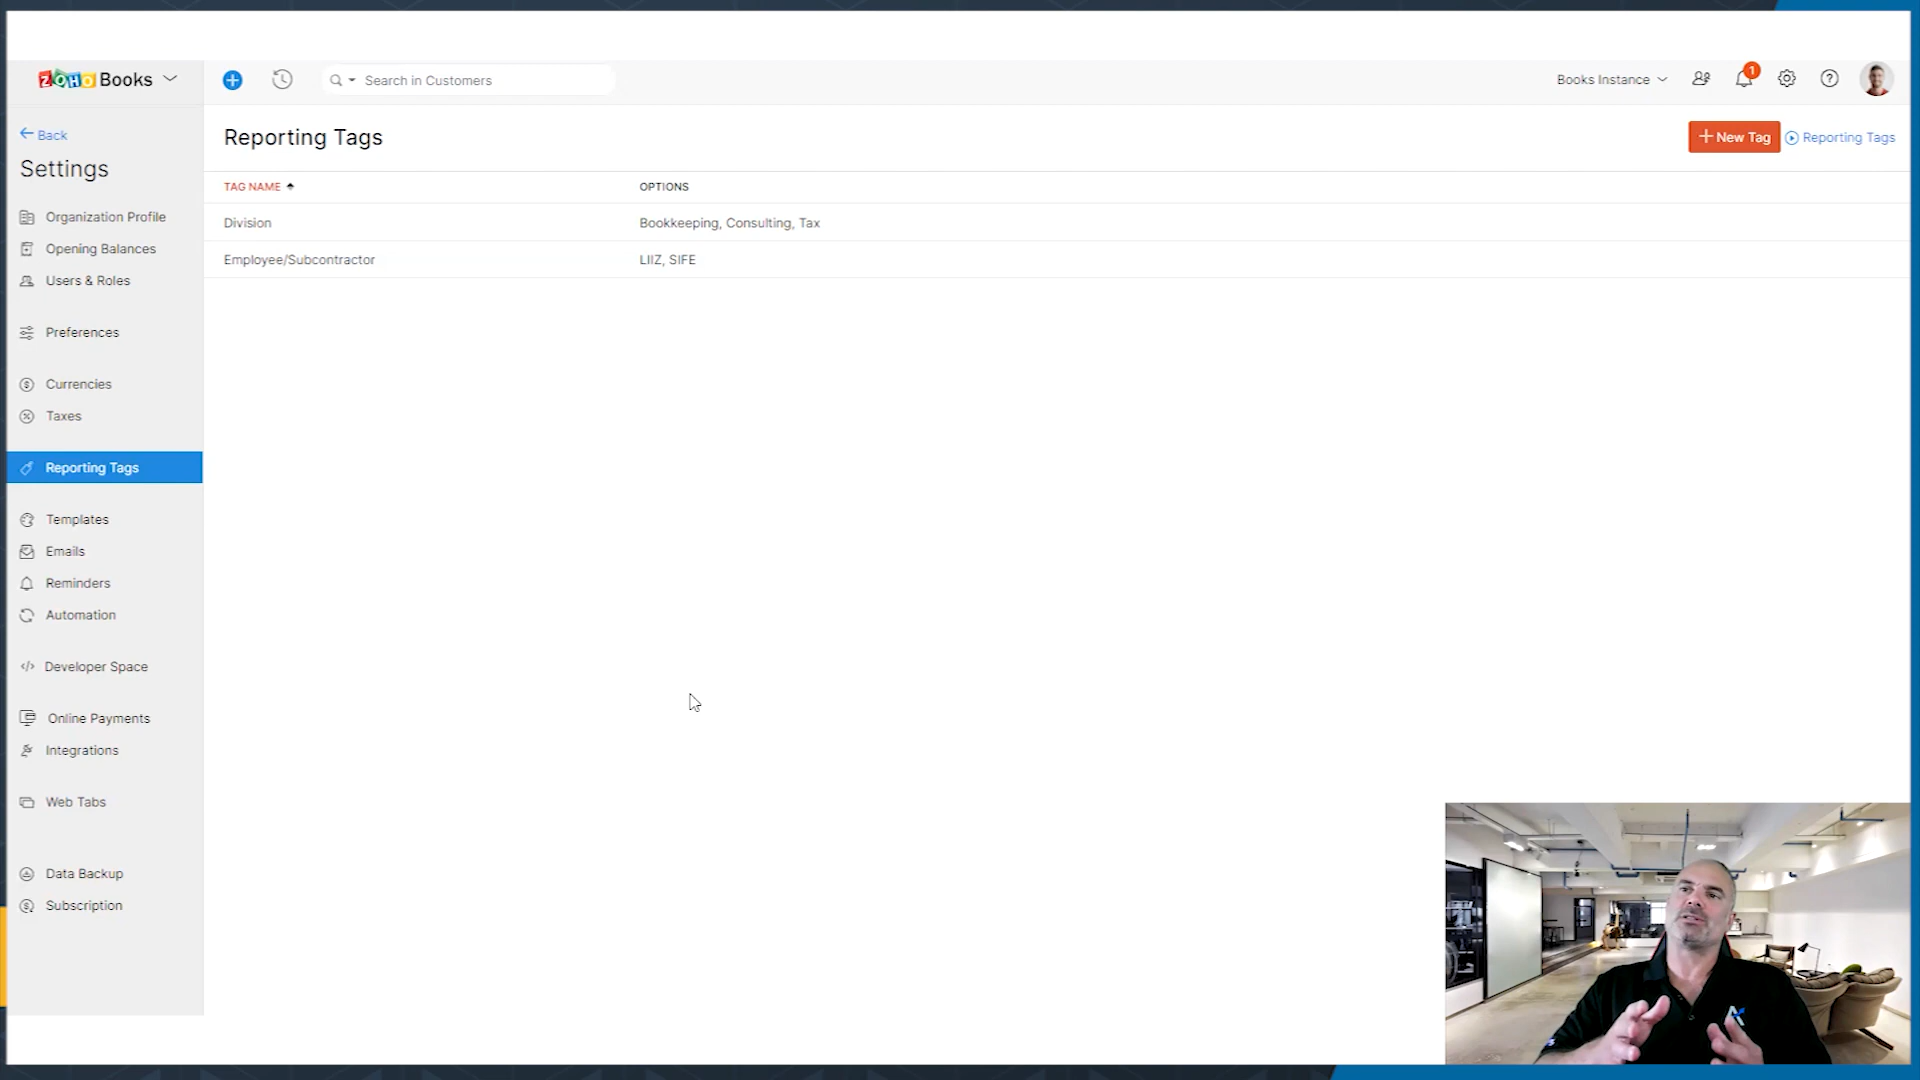 ZOHO Books
Search in Customers
Books Instance
1
Back
Settings
Organization Profile
Opening Balances
Users & Roles
Preferences
Currencies
Taxes
Reporting Tags
Templates
Emails
Reminders
Automation
Developer Space
Online Payments
Integrations
Web Tabs
Data Backup
Subscription
Reporting Tags
New Tag
Reporting Tags
TAG NAME
OPTIONS
Division
Bookkeeping, Consulting, Tax
Employee/Subcontractor
LIIZ, SIFE